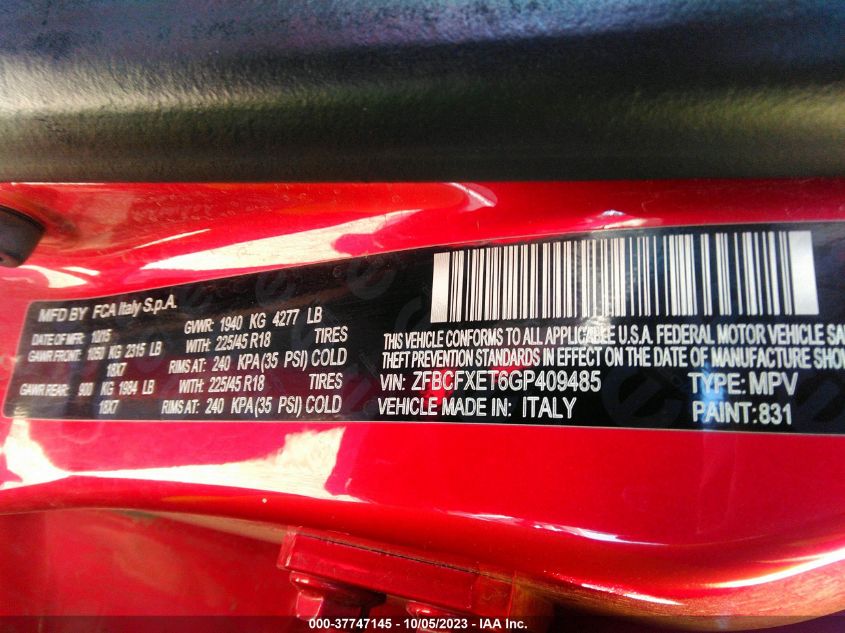 MFD BY FCA Italy S.p.A.
DATE OF MFR: 10/15 GVWR: 1940 KG 4277 LB
GAWR FRONT: 1050 KG 2315 LB WITH: 225/45 R18 TIRES
18X7 RIMS AT: 240 KPA(35 PSI) COLD
GAWR REAR: 900 KG 1984 LB WITH: 225/45 R18 TIRES
18X7 RIMS AT: 240 KPA(35 PSI) COLD
THIS VEHICLE CONFORMS TO ALL APPLICABLE U.S.A. FEDERAL MOTOR VEHICLE SA
THEFT PREVENTION STANDARDS IN EFFECT ON THE DATE OF MANUFACTURE SHO
VIN: ZFBCFXET6GP409485 TYPE: MPV
VEHICLE MADE IN: ITALY PAINT:831
000-37747145 - 10/05/2023 - IAA Inc.